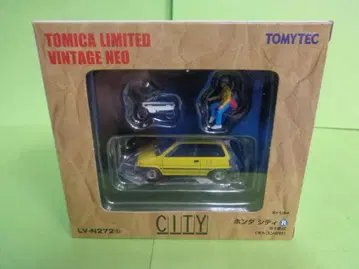 TOMICA LIMITED
VINTAGE NEO
TOMYTEC
LV-N272
CITY
ホンダ シティ R